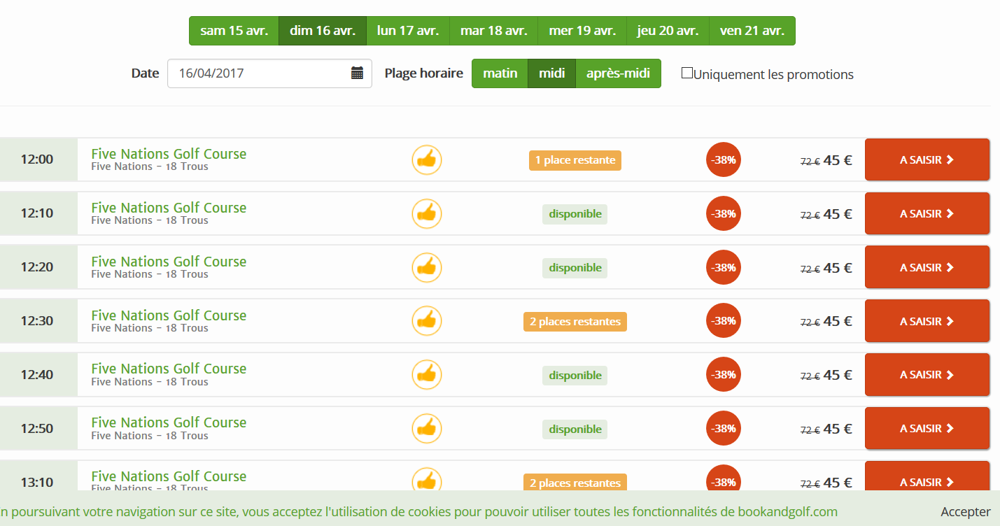 sam 15 avr. dim 16 avr. lun 17 avr. mar 18 avr. mer 19 avr. jeu 20 avr. ven 21 avr.
Date 16/04/2017 Plage horaire matin midi après-midi Uniquement les promotions
12:00 Five Nations Golf Course 1 place restante -38% 72 € 45 € A SAISIR
Five Nations - 18 Trous
12:10 Five Nations Golf Course disponible -38% 72 € 45 € A SAISIR
Five Nations - 18 Trous
12:20 Five Nations Golf Course disponible -38% 72 € 45 € A SAISIR
Five Nations - 18 Trous
12:30 Five Nations Golf Course 2 places restantes -38% 72 € 45 € A SAISIR
Five Nations - 18 Trous
12:40 Five Nations Golf Course disponible -38% 72 € 45 € A SAISIR
Five Nations - 18 Trous
12:50 Five Nations Golf Course disponible -38% 72 € 45 € A SAISIR
Five Nations - 18 Trous
13:10 Five Nations Golf Course 2 places restantes -38% 72 € 45 € A SAISIR
Five Nations - 18 Trous
n poursuivant votre navigation sur ce site, vous acceptez l'utilisation de cookies pour pouvoir utiliser toutes les fonctionnalités de bookandgolf.com Accepter